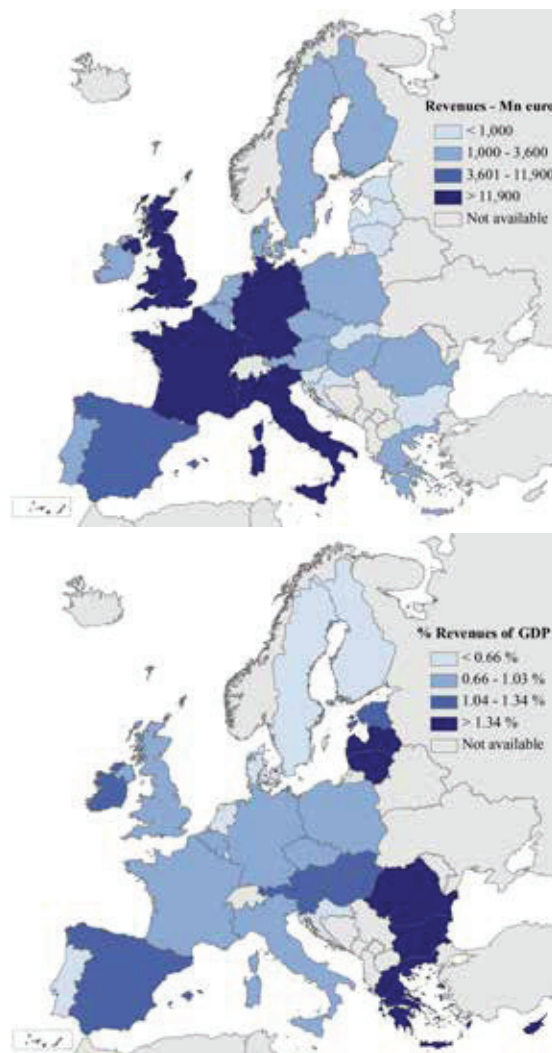 Revenues - Mn euro
< 1,000
1,000 - 3,600
3,601 - 11,900
> 11,900
Not available
% Revenues of GDP
< 0.66 %
0.66 - 1.03 %
1.04 - 1.34 %
> 1.34 %
Not available